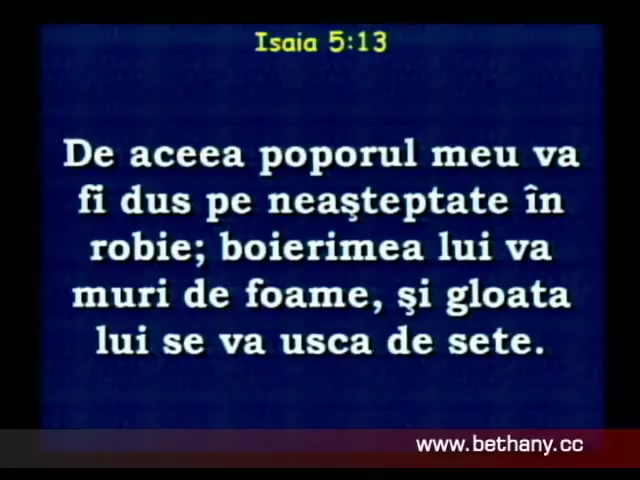 Isaia 5:13
De aceea poporul meu va
fi dus pe neaşteptate în
robie; boierimea lui va
muri de foame, şi gloata
lui se va usca de sete.
www.bethany.cc